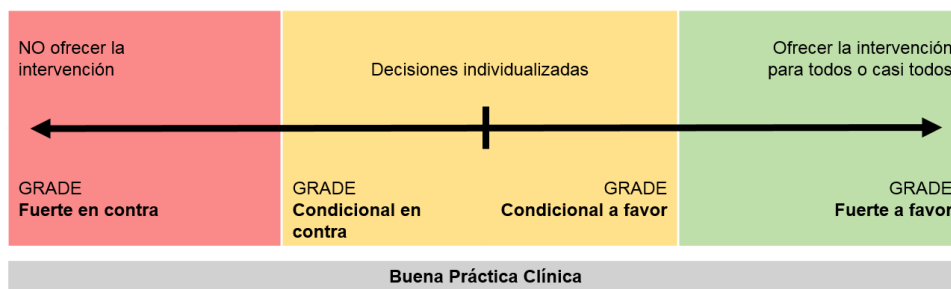 NO ofrecer la
intervención
Decisiones individualizadas
Ofrecer la intervención
para todos o casi todos
GRADE
Fuerte en contra
GRADE
Condicional en
contra
GRADE
Condicional a favor
GRADE
Fuerte a favor
Buena Práctica Clínica